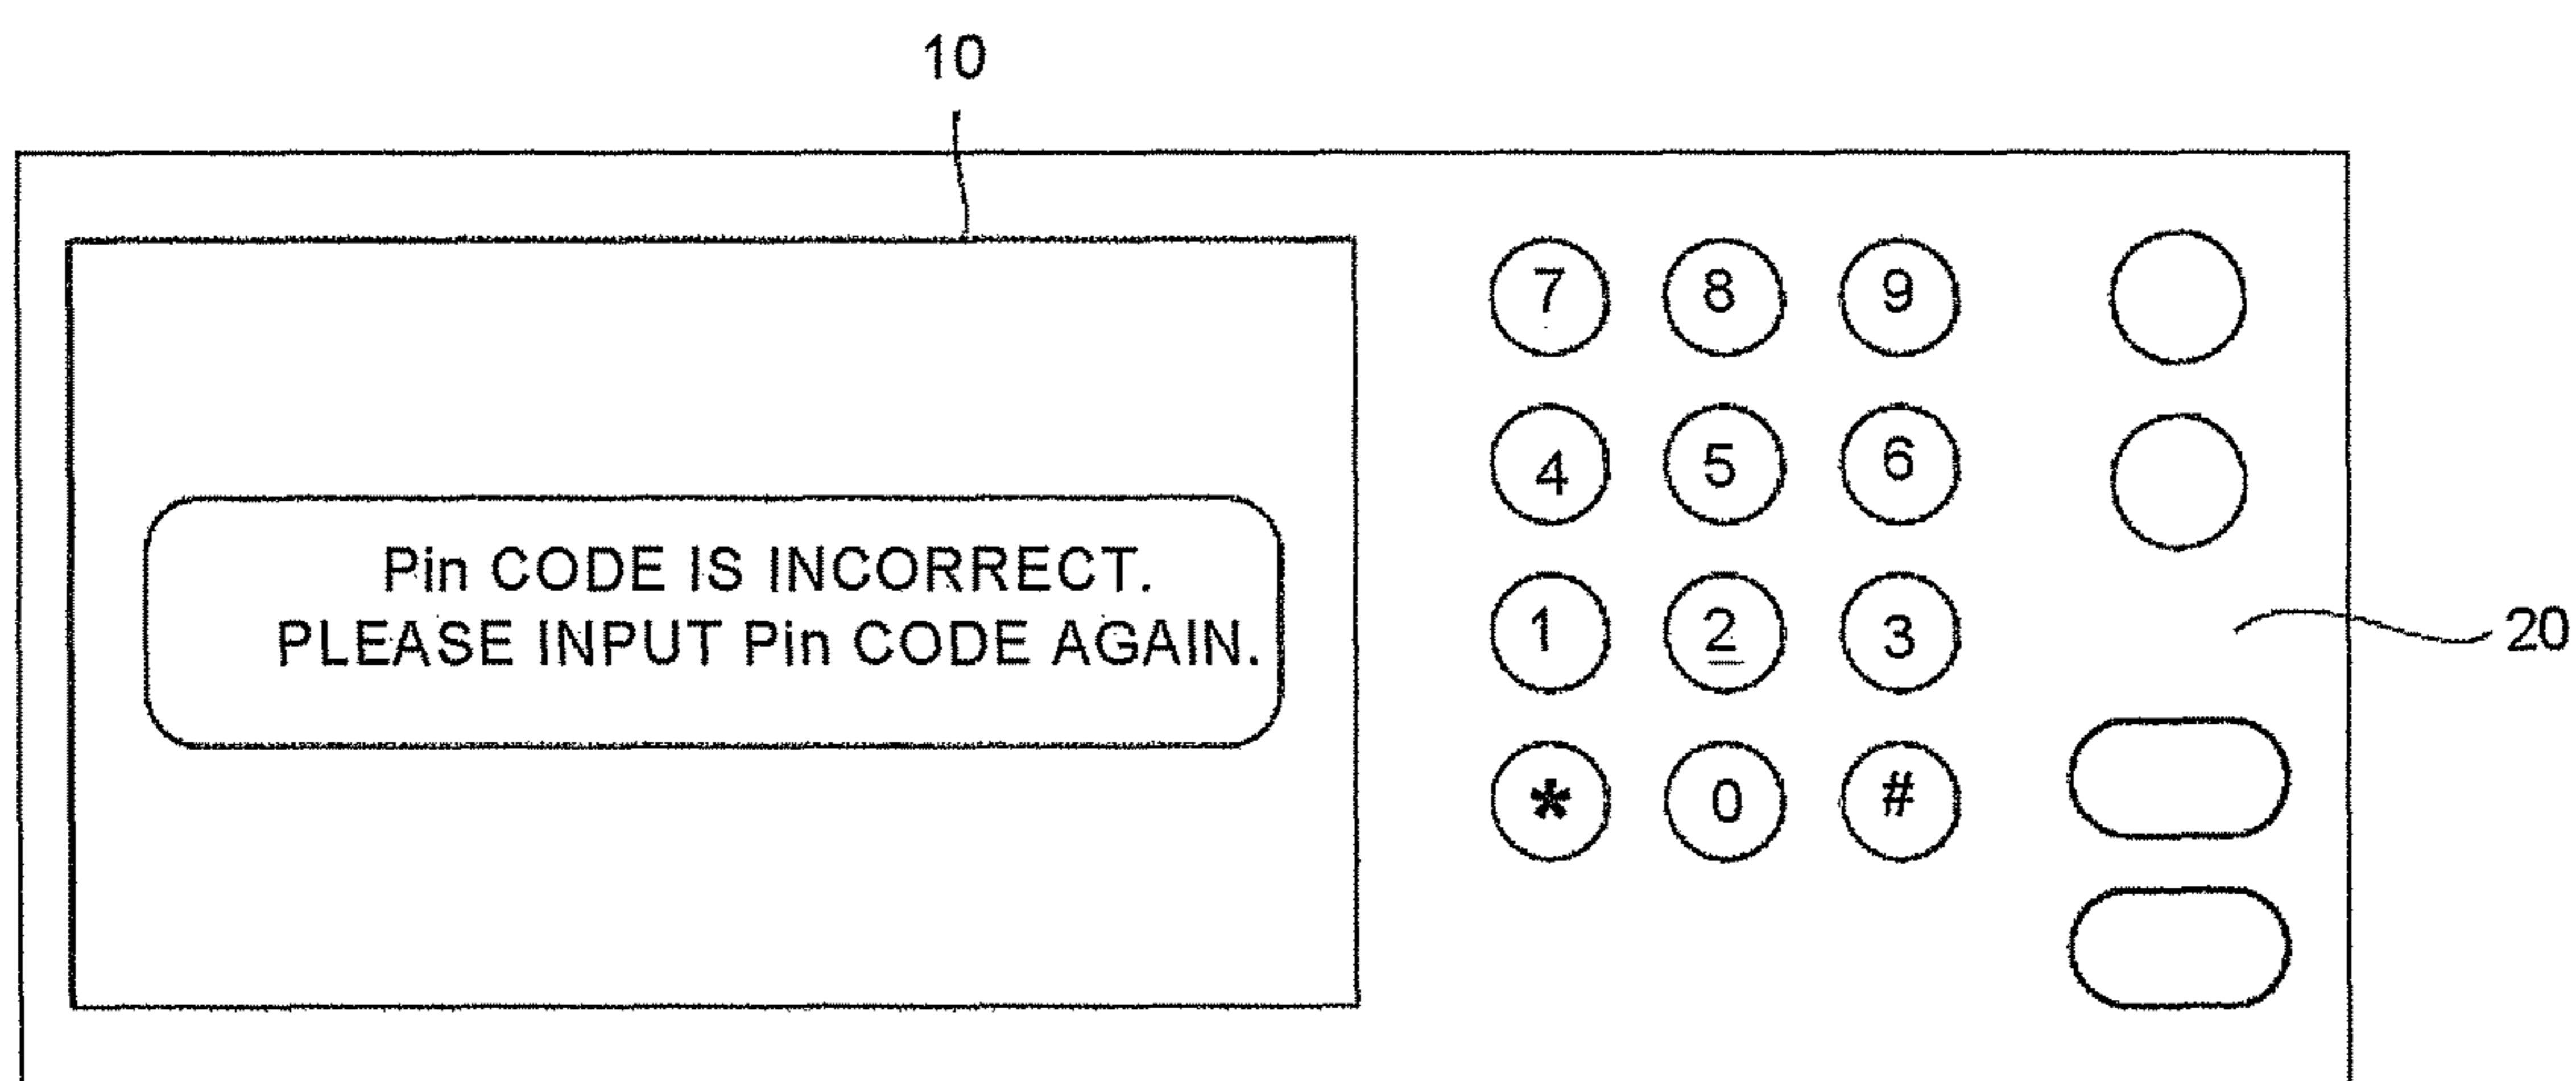 10
Pin CODE IS INCORRECT.
PLEASE INPUT Pin CODE AGAIN.
7 8 9
4 5 6
1 2 3
* 0 #
20